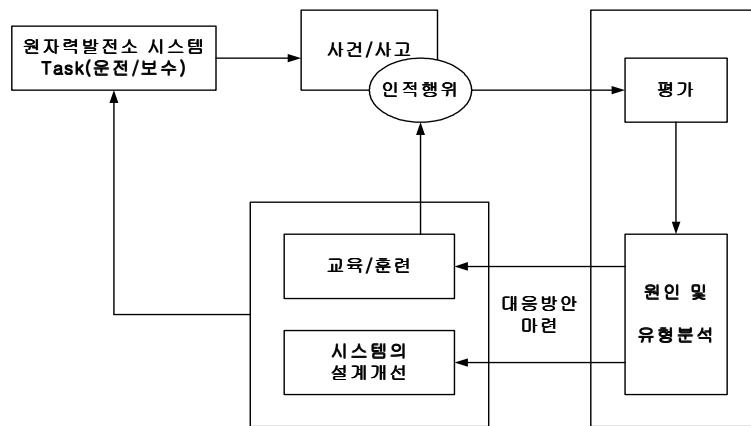 원자력발전소 시스템
Task(운전/보수)
사건/사고
인적행위
평가
교육/훈련
대응방안
마련
원인 및
유형분석
시스템의
설계개선